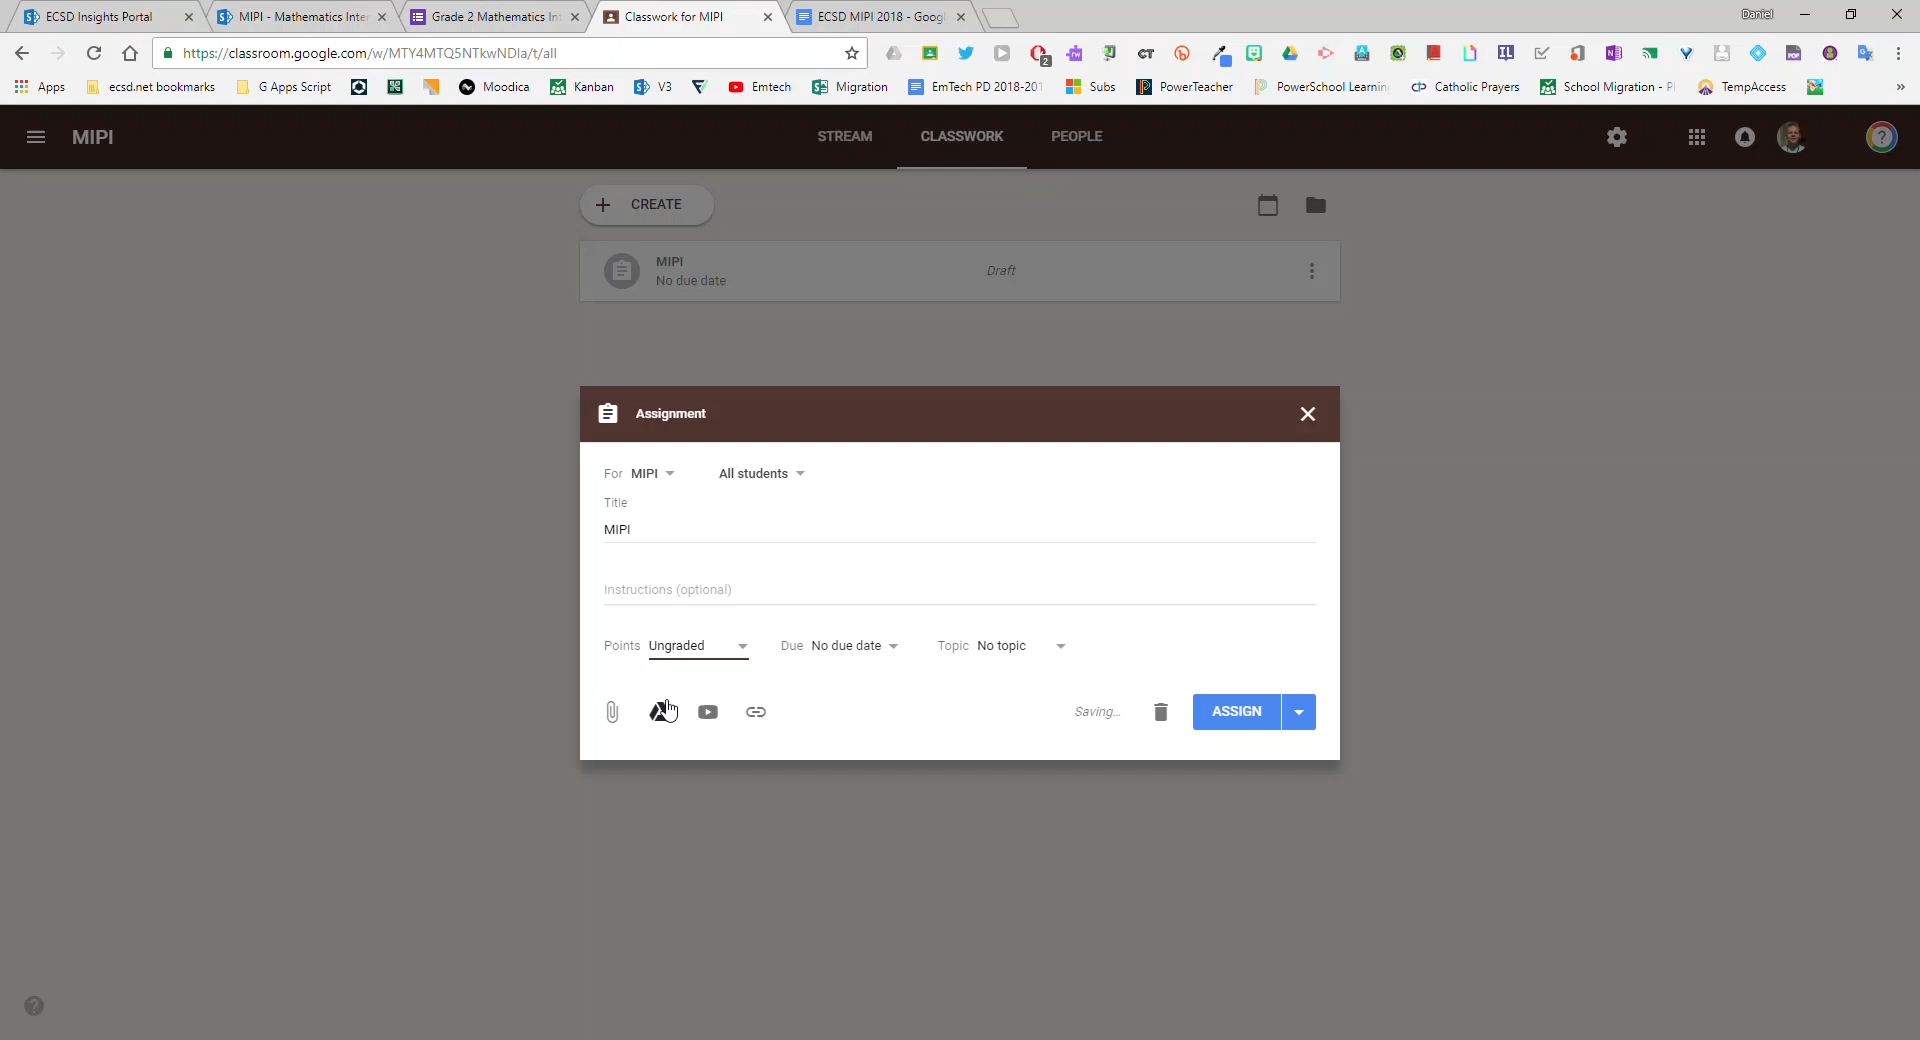 ECSD Insights Portal
MIPI - Mathematics Inter
Grade 2 Mathematics Int
Classwork for MIPI
ECSD MIPI 2018 - Googl
Daniel
https://classroom.google.com/w/MTY4MTQ5NTkwNDla/t/all
2
Apps
ecsd.net bookmarks
G Apps Script
Moodica
Kanban
V3
Emtech
Migration
EmTech PD 2018-201
Subs
PowerTeacher
PowerSchool Learnin
Catholic Prayers
School Migration - P
TempAccess
»
MIPI
STREAM
CLASSWORK
PEOPLE
CREATE
MIPI
No due date
Draft
Assignment
For MIPI
All students
Title
MIPI
Instructions (optional)
Points Ungraded
Due No due date
Topic No topic
Saving...
ASSIGN